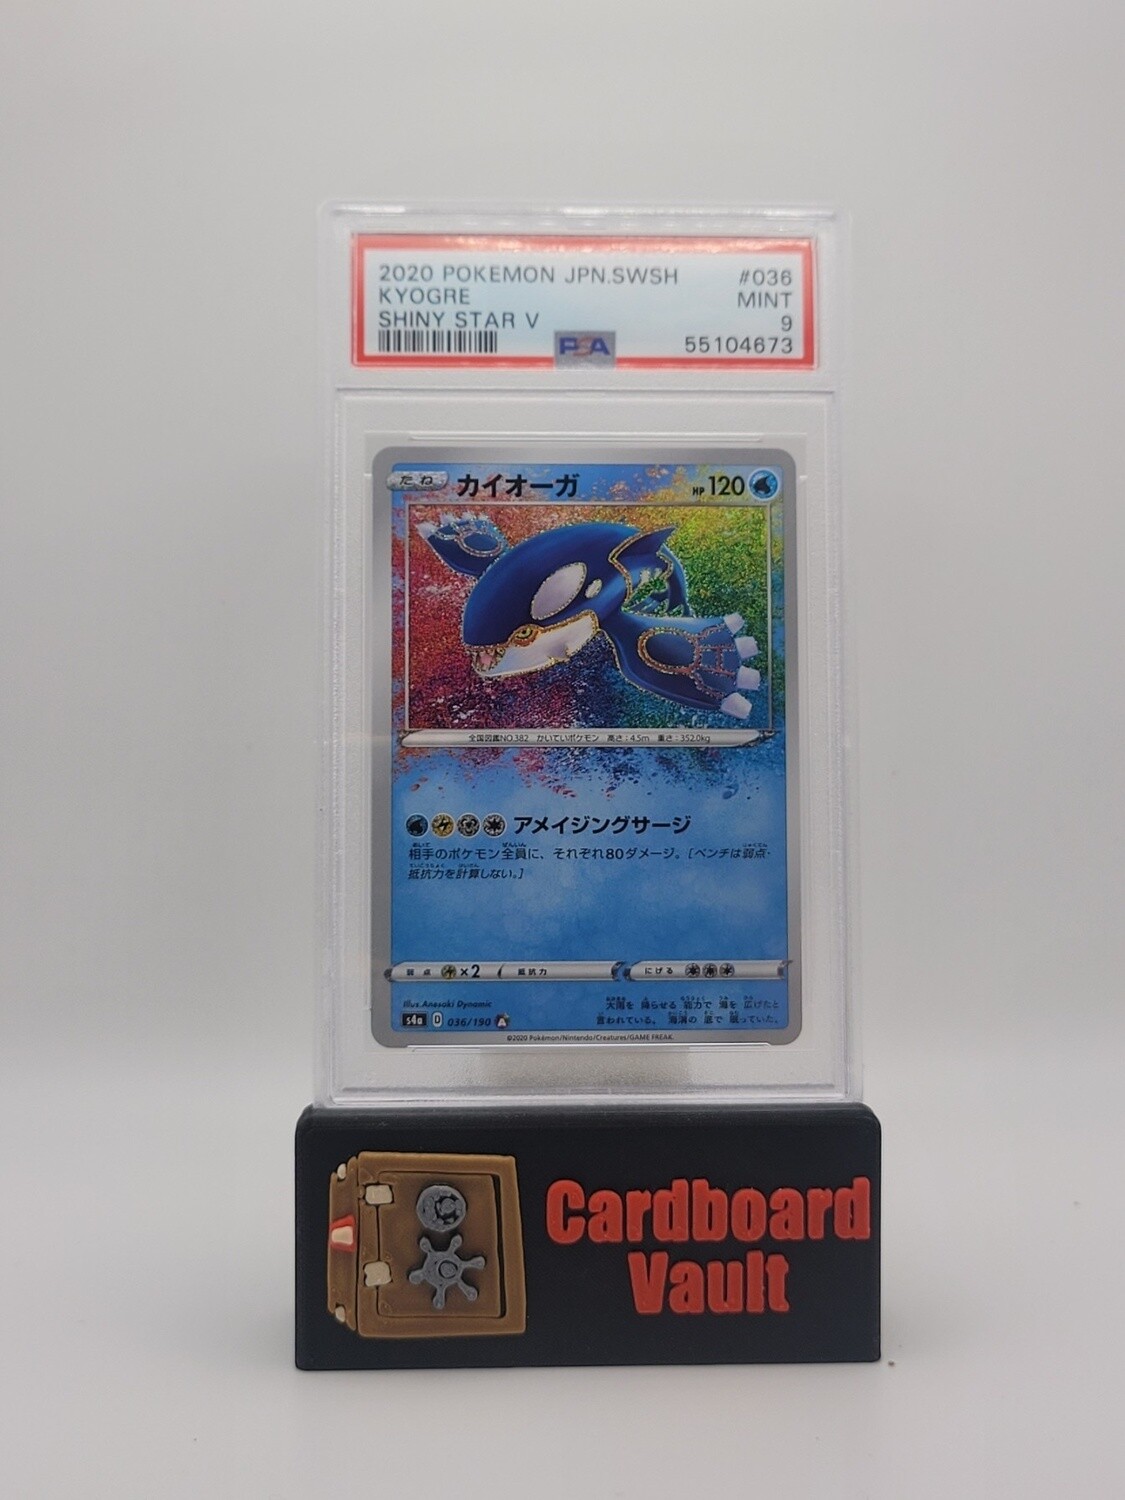 2020 POKEMON JPN.SWSH #036
KYOGRE MINT
SHINY STAR V 9
PSA 55104673
たね カイオーガ HP 120
全国図鑑NO.382 かいていポケモン 高さ:4.5m 重さ:352.0kg
アメイジングサージ
相手のポケモン全員に、それぞれ80ダメージ。[ベンチは弱点・
抵抗力を計算しない。]
弱点 ×2 抵抗力 にげる
Illus. Anesaki Dynamic
大雨を 降らせる 能力で 海を 広げたと
言われている。 海溝の 底で 眠っていた。
s4a D 036/190 A
©2020 Pokémon/Nintendo/Creatures/GAME FREAK.
Cardboard
Vault